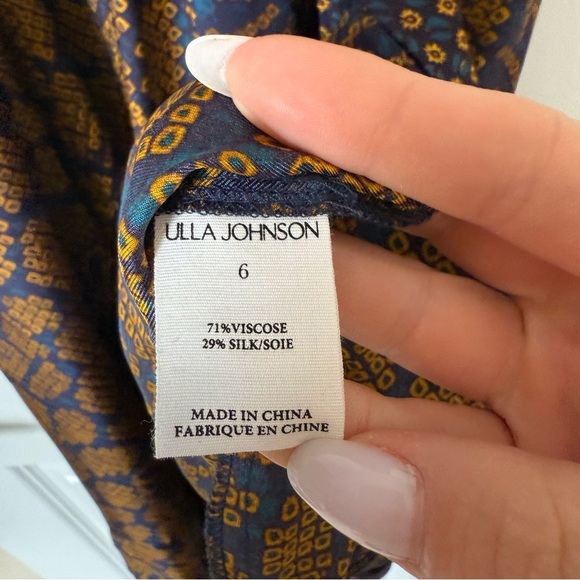 ULLA JOHNSON
6
71%VISCOSE
29% SILK/SOIE
MADE IN CHINA
FABRIQUE EN CHINE